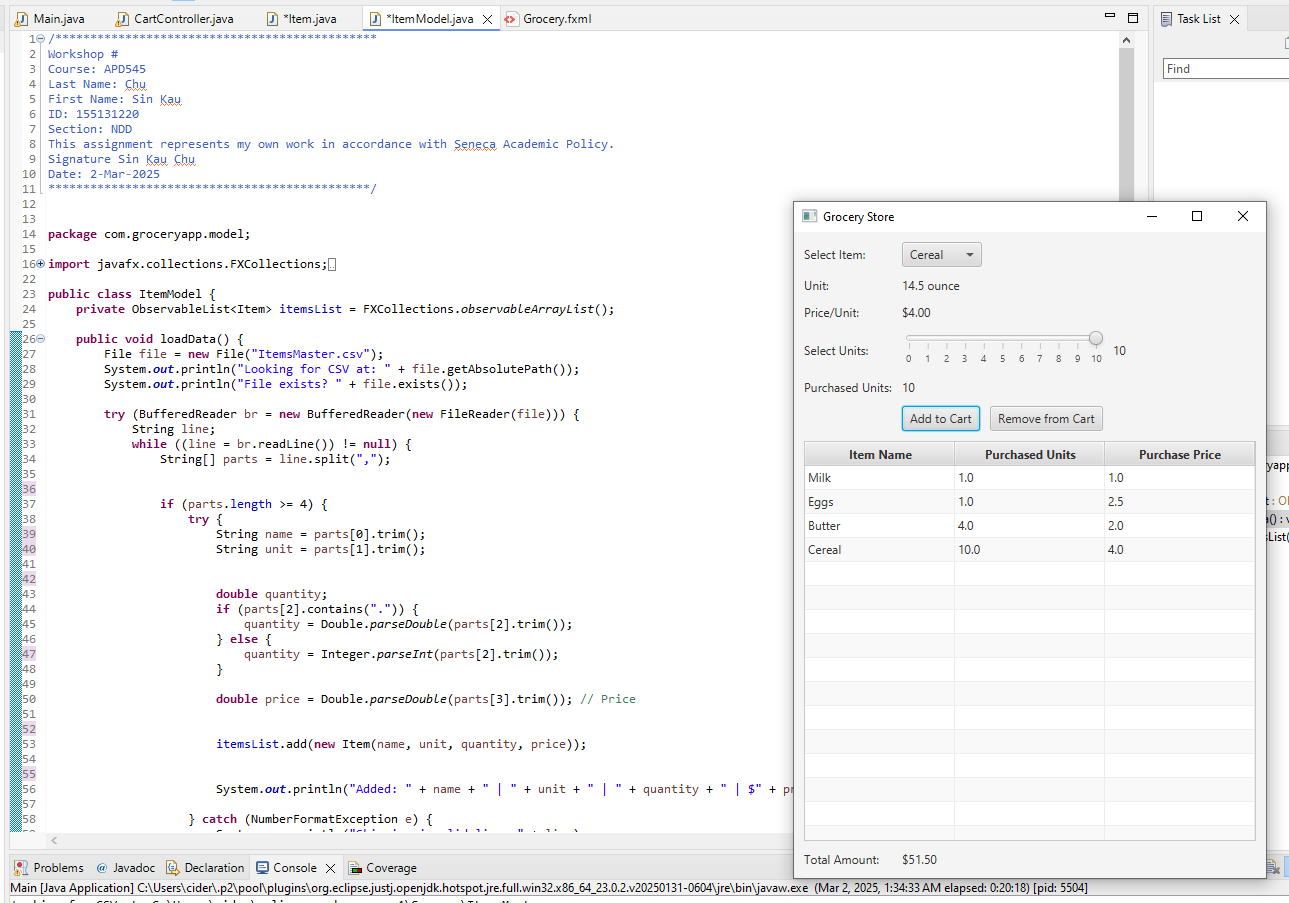 Main.java
CartController.java
*Item.java
*ItemModel.java
Grocery.fxml
Task List
Find
1 /**********************************************
2 Workshop #
3 Course: APD545
4 Last Name: Chu
5 First Name: Sin Kau
6 ID: 155131220
7 Section: NDD
8 This assignment represents my own work in accordance with Seneca Academic Policy.
9 Signature Sin Kau Chu
10 Date: 2-Mar-2025
11 **********************************************/
12
13
14 package com.groceryapp.model;
15
16 import javafx.collections.FXCollections;
22
23 public class ItemModel {
24 private ObservableList<Item> itemsList = FXCollections.observableArrayList();
25
26 public void loadData() {
27 File file = new File("ItemsMaster.csv");
28 System.out.println("Looking for CSV at: " + file.getAbsolutePath());
29 System.out.println("File exists? " + file.exists());
30
31 try (BufferedReader br = new BufferedReader(new FileReader(file))) {
32 String line;
33 while ((line = br.readLine()) != null) {
34 String[] parts = line.split(",");
35
36
37 if (parts.length >= 4) {
38 try {
39 String name = parts[0].trim();
40 String unit = parts[1].trim();
41
42
43 double quantity;
44 if (parts[2].contains(".")) {
45 quantity = Double.parseDouble(parts[2].trim());
46 } else {
47 quantity = Integer.parseInt(parts[2].trim());
48 }
49
50 double price = Double.parseDouble(parts[3].trim()); // Price
51
52
53 itemsList.add(new Item(name, unit, quantity, price));
54
55
56 System.out.println("Added: " + name + " | " + unit + " | " + quantity + " | $" + pr
57
58 } catch (NumberFormatException e) {
Grocery Store
Select Item: Cereal
Unit: 14.5 ounce
Price/Unit: $4.00
Select Units: 0 1 2 3 4 5 6 7 8 9 10 10
Purchased Units: 10
Add to Cart Remove from Cart
Item Name Purchased Units Purchase Price
Milk 1.0 1.0
Eggs 1.0 2.5
Butter 4.0 2.0
Cereal 10.0 4.0
Total Amount: $51.50
Problems
Javadoc
Declaration
Console
Coverage
Main [Java Application] C:\Users\cider\.p2\pool\plugins\org.eclipse.justj.openjdk.hotspot.jre.full.win32.x86_64_23.0.2.v20250131-0604\jre\bin\javaw.exe (Mar 2, 2025, 1:34:33 AM elapsed: 0:20:18) [pid: 5504]